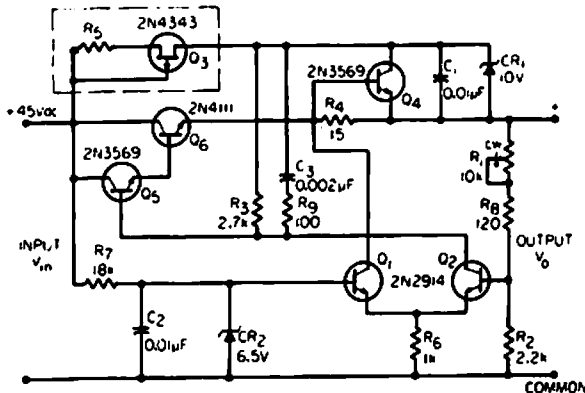 R5
2N4343
Q3
2N3569
Q4
C1
0.01µF
CR1
10V
+45vdc
2N4111
Q6
R4
15
+
2N3569
Q5
C3
0.002µF
R3
2.7k
R9
100
cw
R1
10k
R8
120
INPUT
Vin
R7
18k
Q1
2N2914
Q2
OUTPUT
Vo
C2
0.01µF
CR2
6.5V
R6
1k
R2
2.2k
-
COMMON